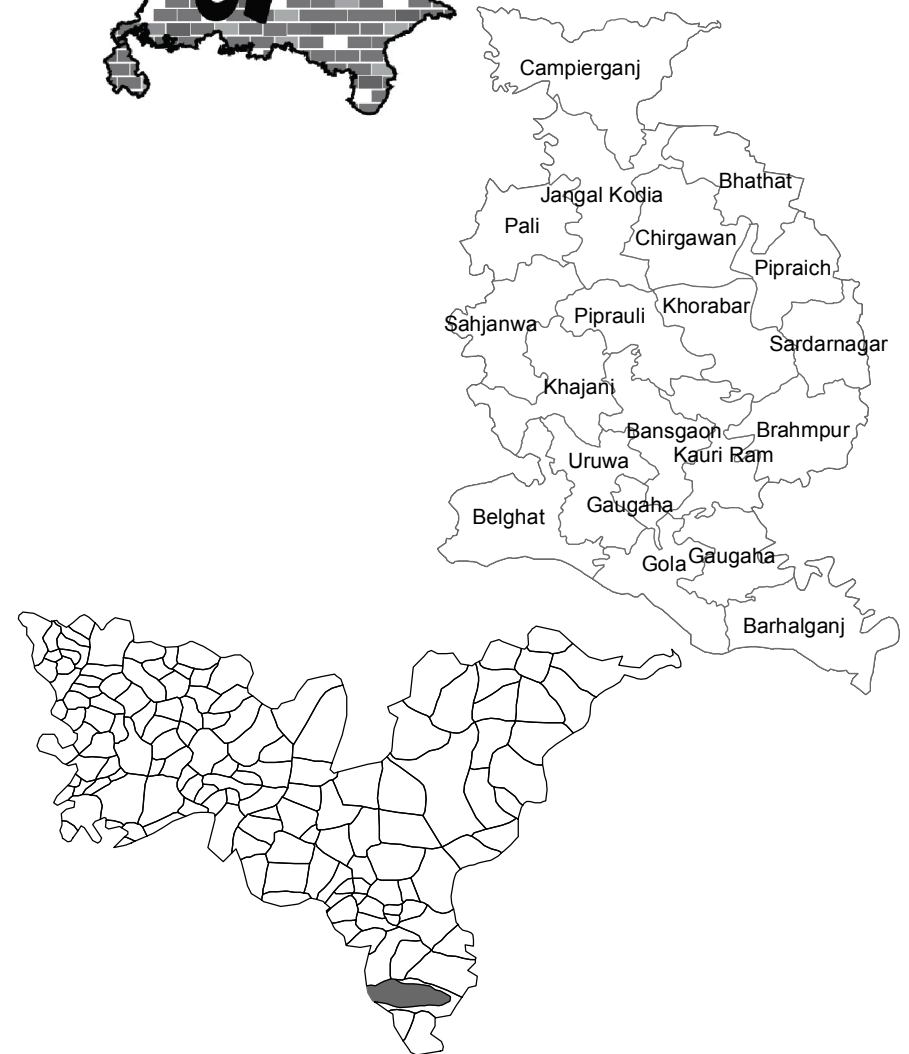 Campierganj
Bhathat
Jangal Kodia
Pali
Chirgawan
Pipraich
Khorabar
Piprauli
Sahjanwa
Sardarnagar
Khajani
Bansgaon
Brahmpur
Kauri Ram
Uruwa
Gaugaha
Belghat
Gaugaha
Gola
Barhalganj